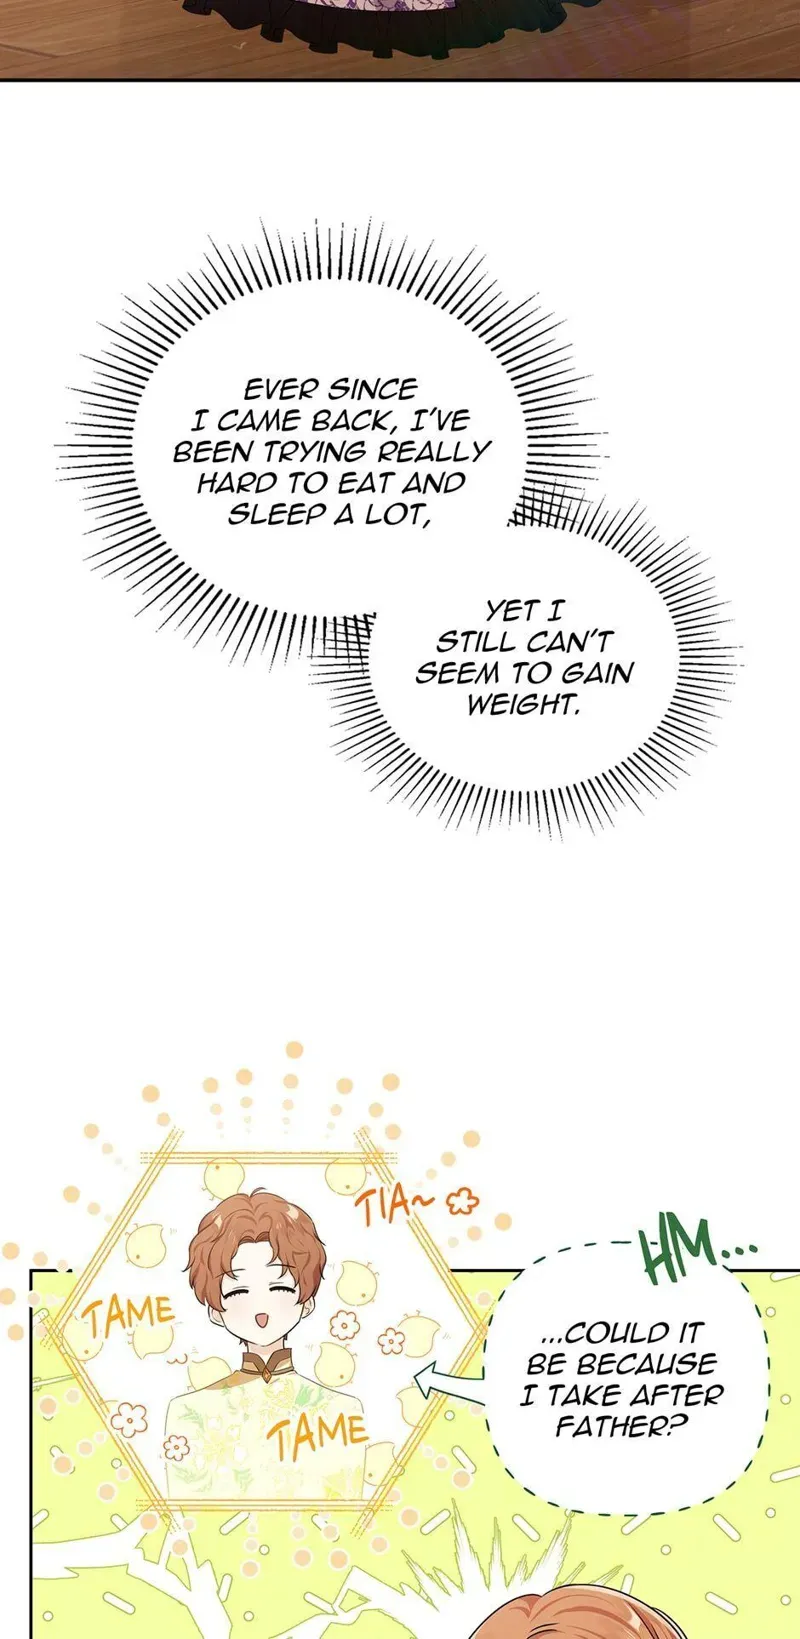 EVER SINCE
I CAME BACK, I'VE
BEEN TRYING REALLY
HARD TO EAT AND
SLEEP A LOT,
YET I
STILL CAN'T
SEEM TO GAIN
WEIGHT.
TIA~
TAME
TAME
HM...
...COULD IT
BE BECAUSE
I TAKE AFTER
FATHER?